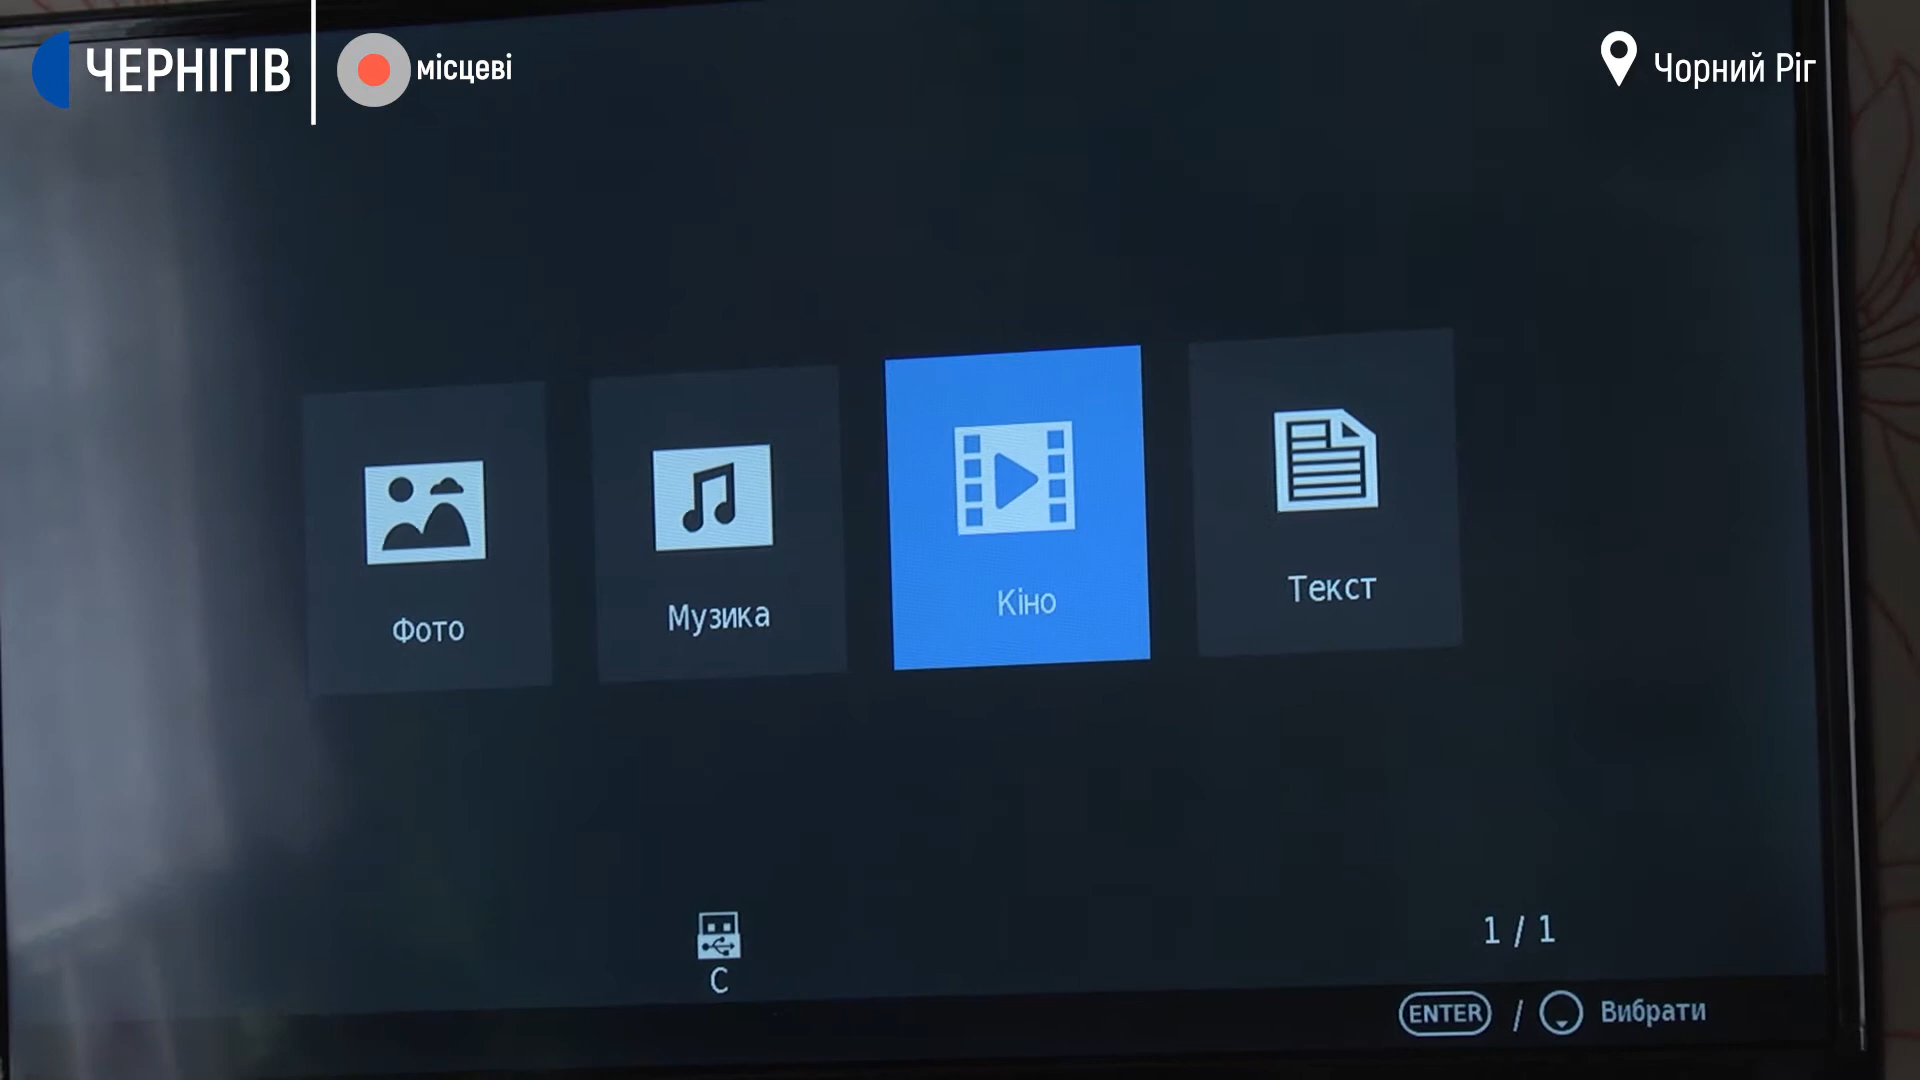 ЧЕРНІГІВ
місцеві
Чорний Ріг
Фото
Музика
Кіно
Текст
C
1 / 1
ENTER / Вибрати